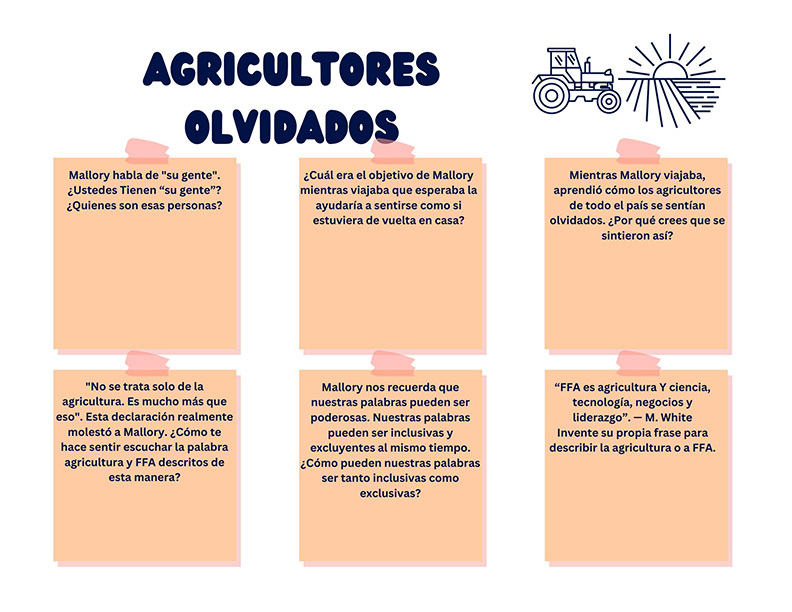 AGRICULTORES
OLVIDADOS
Mallory habla de "su gente".
¿Ustedes Tienen “su gente”?
¿Quienes son esas personas?
¿Cuál era el objetivo de Mallory
mientras viajaba que esperaba la
ayudaría a sentirse como si
estuviera de vuelta en casa?
Mientras Mallory viajaba,
aprendió cómo los agricultores
de todo el país se sentían
olvidados. ¿Por qué crees que se
sintieron así?
"No se trata solo de la
agricultura. Es mucho más que
eso". Esta declaración realmente
molestó a Mallory. ¿Cómo te
hace sentir escuchar la palabra
agricultura y FFA descritos de
esta manera?
Mallory nos recuerda que
nuestras palabras pueden ser
poderosas. Nuestras palabras
pueden ser inclusivas y
excluyentes al mismo tiempo.
¿Cómo pueden nuestras palabras
ser tanto inclusivas como
exclusivas?
“FFA es agricultura Y ciencia,
tecnología, negocios y
liderazgo”. — M. White
Invente su propia frase para
describir la agricultura o a FFA.